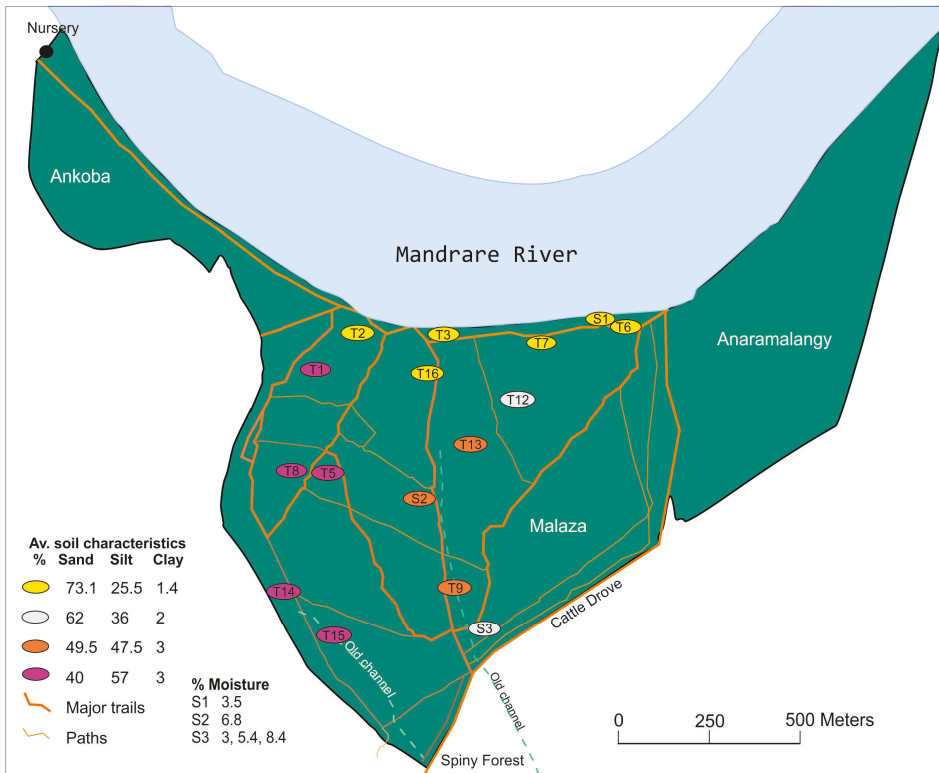 Nursery
Ankoba
Mandrare River
S1
T6
T2
T3
T7
Anaramalangy
T1
T16
T12
T13
T8
T5
S2
Malaza
T14
T9
Cattle Drove
T15
S3
Old channel
Old channel
Spiny Forest
Av. soil characteristics
% Sand Silt Clay
73.1 25.5 1.4
62 36 2
49.5 47.5 3
40 57 3
Major trails
Paths
% Moisture
S1 3.5
S2 6.8
S3 3, 5.4, 8.4
0 250 500 Meters